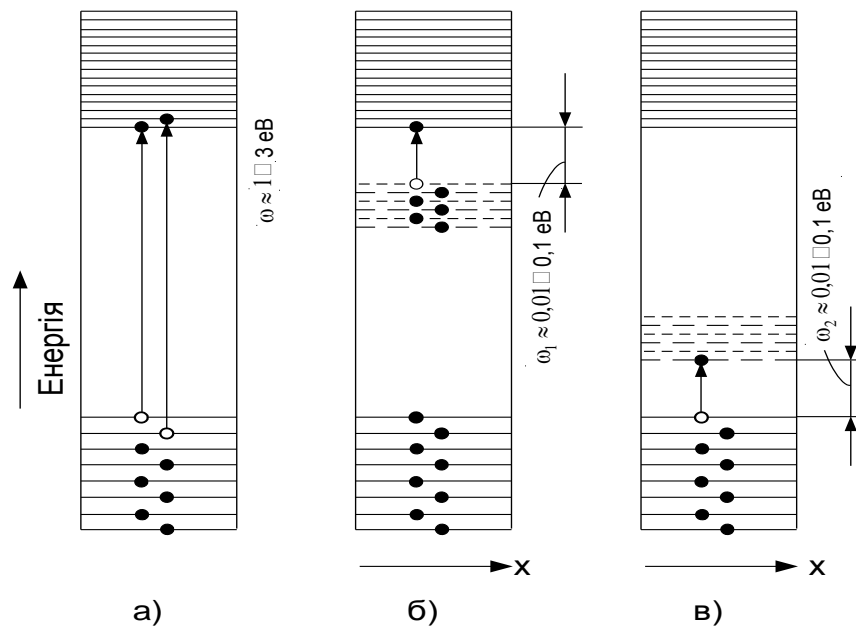 Енергія
ω ≈ 1□3 еВ
ω₁ ≈ 0,01□0,1 еВ
ω₂ ≈ 0,01□0,1 еВ
x
x
а)
б)
в)